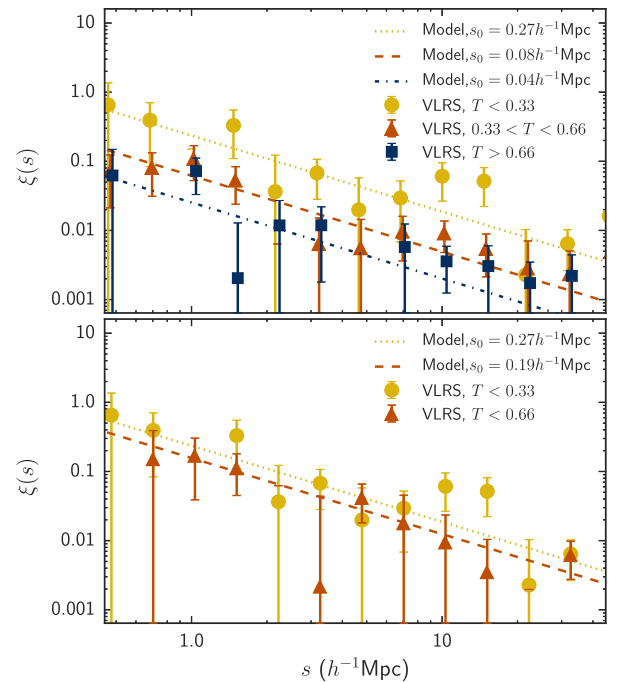 10
Model,s₀ = 0.27h⁻¹Mpc
Model,s₀ = 0.08h⁻¹Mpc
Model,s₀ = 0.04h⁻¹Mpc
VLRS, T < 0.33
VLRS, 0.33 < T < 0.66
VLRS, T > 0.66
1.0
0.1
0.01
0.001
ξ(s)
10
Model,s₀ = 0.27h⁻¹Mpc
Model,s₀ = 0.19h⁻¹Mpc
VLRS, T < 0.33
VLRS, T < 0.66
1.0
0.1
0.01
0.001
ξ(s)
1.0 10
s (h⁻¹Mpc)